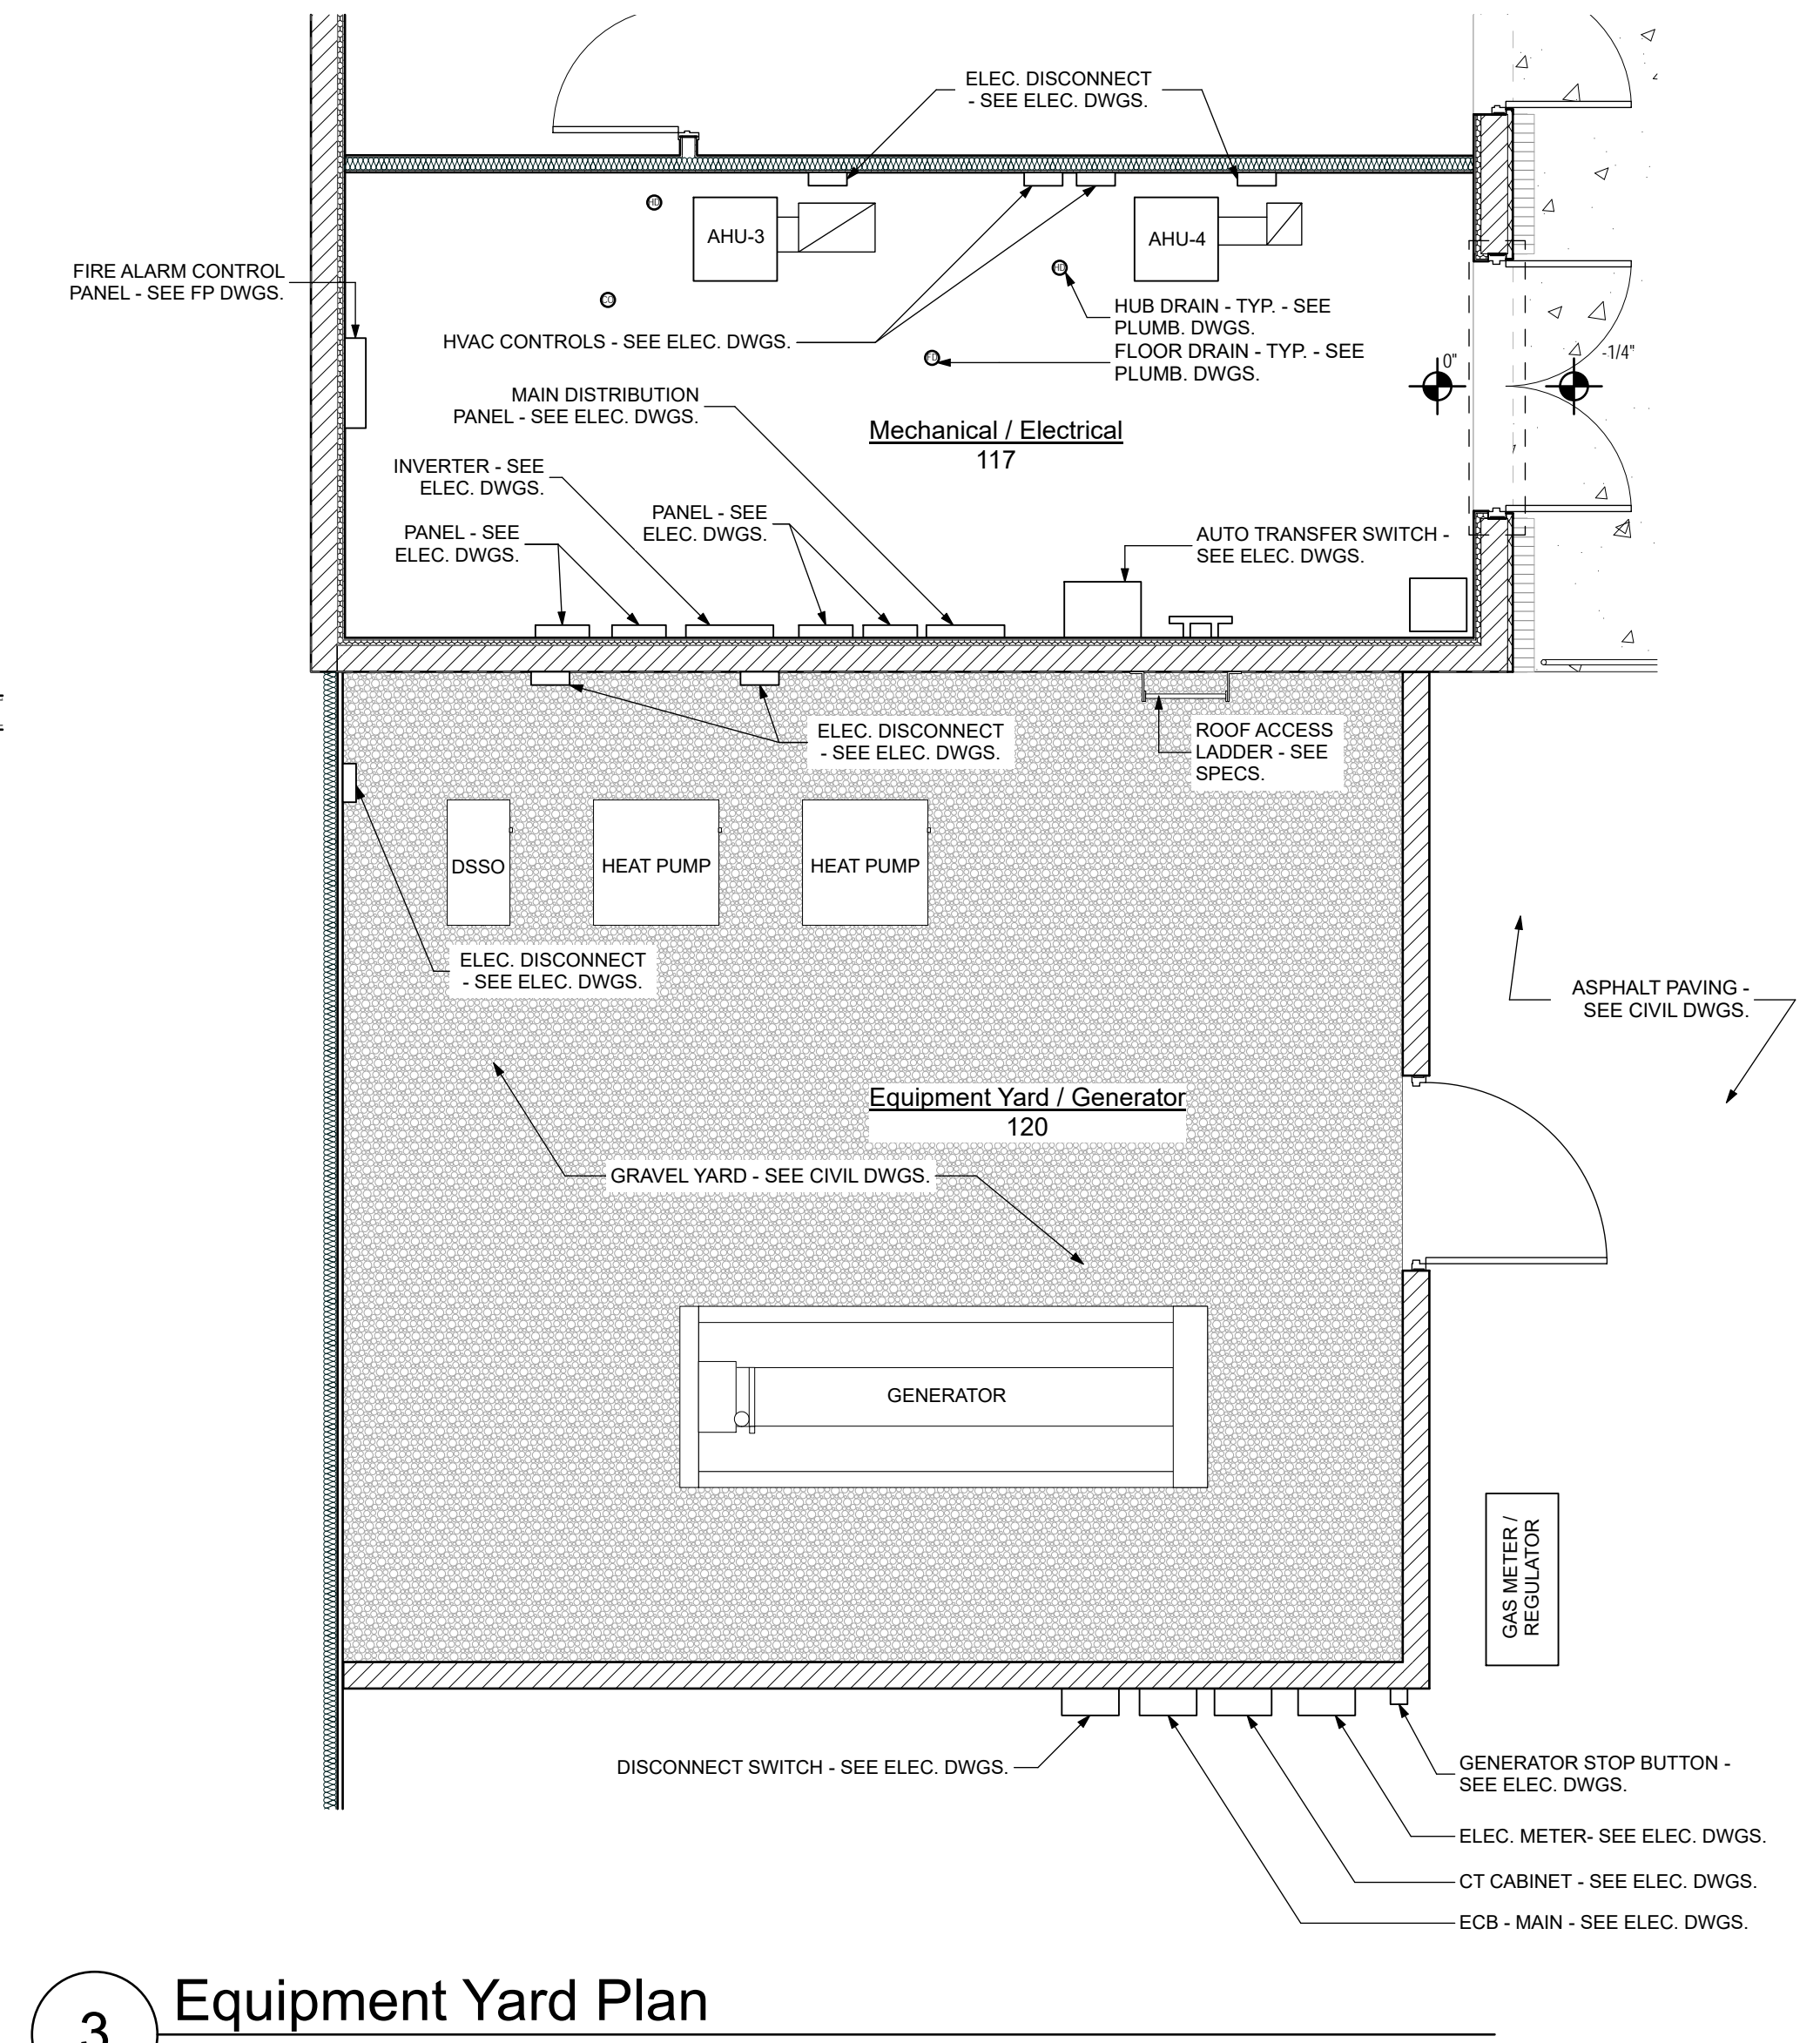 ELEC. DISCONNECT
- SEE ELEC. DWGS.
HD
AHU-3
AHU-4
FIRE ALARM CONTROL
PANEL - SEE FP DWGS.
HD
CO
HUB DRAIN - TYP. - SEE
PLUMB. DWGS.
HVAC CONTROLS - SEE ELEC. DWGS.
FD
FLOOR DRAIN - TYP. - SEE
PLUMB. DWGS.
0"
-1/4"
MAIN DISTRIBUTION
PANEL - SEE ELEC. DWGS.
Mechanical / Electrical
117
INVERTER - SEE
ELEC. DWGS.
PANEL - SEE
ELEC. DWGS.
PANEL - SEE
ELEC. DWGS.
AUTO TRANSFER SWITCH -
SEE ELEC. DWGS.
ELEC. DISCONNECT
- SEE ELEC. DWGS.
ROOF ACCESS
LADDER - SEE
SPECS.
DSSO
HEAT PUMP
HEAT PUMP
ELEC. DISCONNECT
- SEE ELEC. DWGS.
ASPHALT PAVING -
SEE CIVIL DWGS.
Equipment Yard / Generator
120
GRAVEL YARD - SEE CIVIL DWGS.
GENERATOR
GAS METER /
REGULATOR
DISCONNECT SWITCH - SEE ELEC. DWGS.
GENERATOR STOP BUTTON -
SEE ELEC. DWGS.
ELEC. METER- SEE ELEC. DWGS.
CT CABINET - SEE ELEC. DWGS.
ECB - MAIN - SEE ELEC. DWGS.
3
Equipment Yard Plan